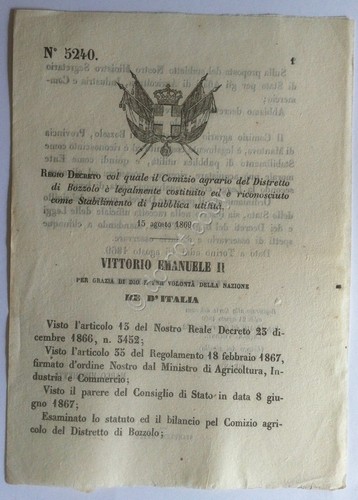 N° 5240.
1
REGIO DECRETO col quale il Comizio agrario del Distretto
di Bozzolo è legalmente costituito ed è riconosciuto
come Stabilimento di pubblica utilità.
15 agosto 1869
VITTORIO EMANUELE II
PER GRAZIA DI DIO E PER VOLONTÀ DELLA NAZIONE
RE D'ITALIA
Visto l'articolo 15 del Nostro Reale Decreto 23 di-
cembre 1866, n. 3452;
Visto l'articolo 35 del Regolamento 18 febbraio 1867,
firmato d'ordine Nostro dal Ministro di Agricoltura, In-
dustria e Commercio;
Visto il parere del Consiglio di Stato in data 8 giu-
gno 1867;
Esaminato lo statuto ed il bilancio pel Comizio agri-
colo del Distretto di Bozzolo;